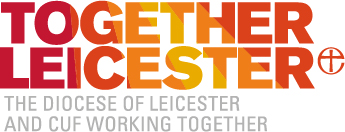 TOGETHER
LEICESTER
THE DIOCESE OF LEICESTER
AND CUF WORKING TOGETHER